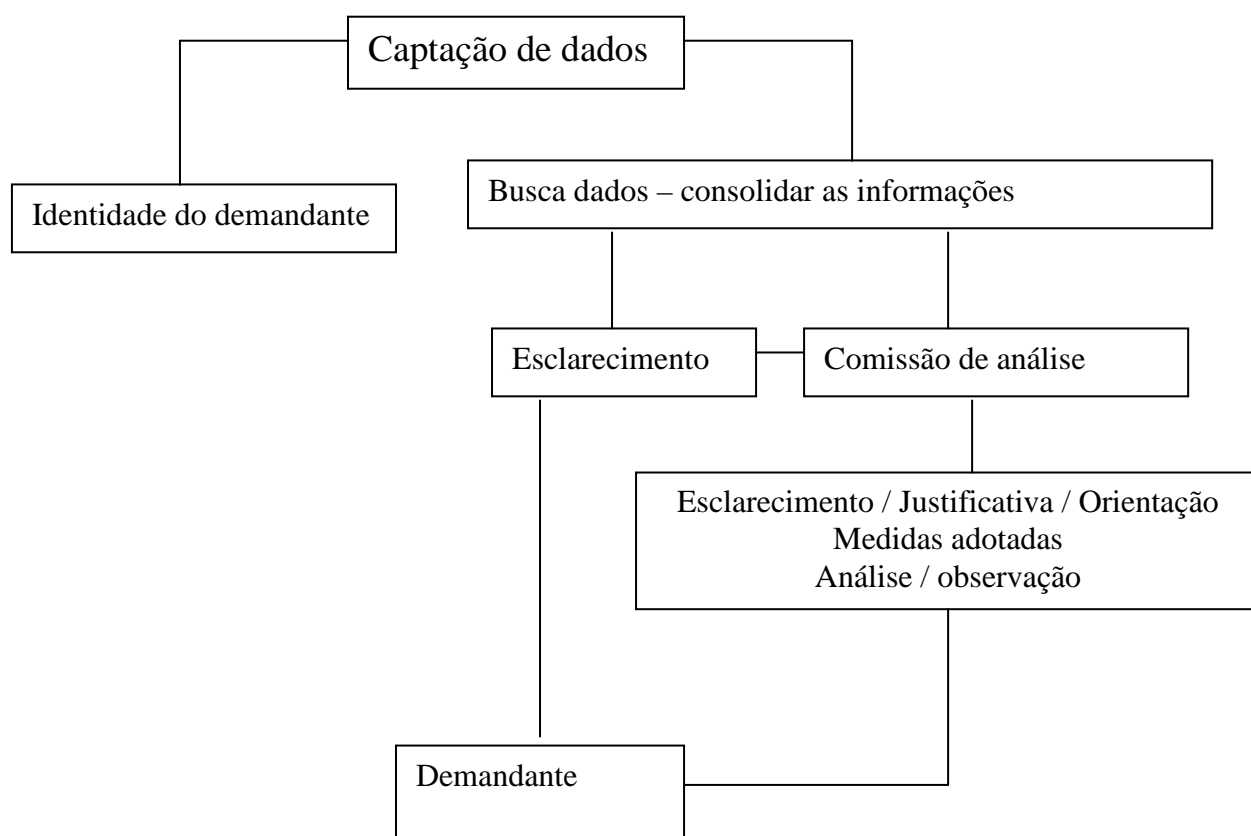 Captação de dados
Identidade do demandante
Busca dados – consolidar as informações
Esclarecimento
Comissão de análise
Esclarecimento / Justificativa / Orientação
Medidas adotadas
Análise / observação
Demandante